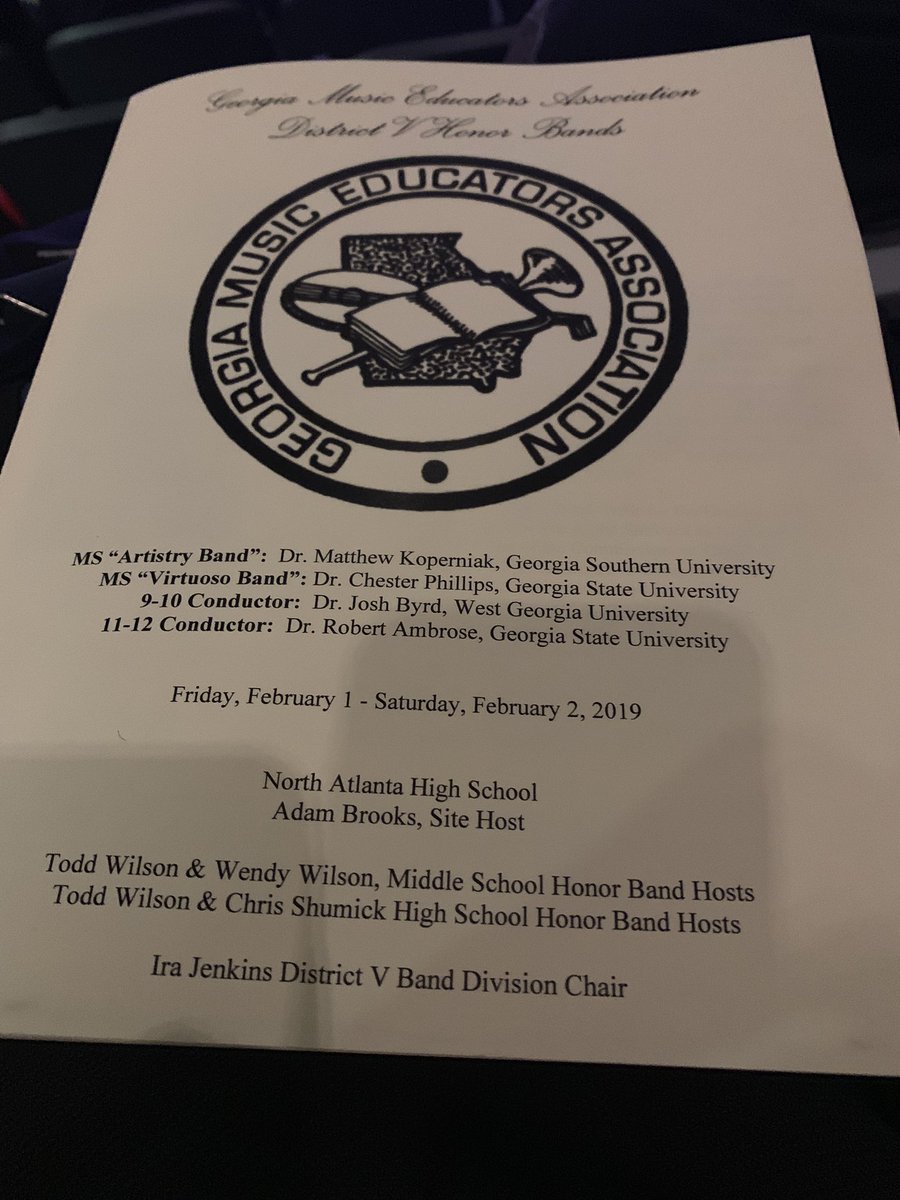 Georgia Music Educators Association
District V Honor Bands
GEORGIA MUSIC EDUCATORS ASSOCIATION
MS “Artistry Band”: Dr. Matthew Koperniak, Georgia Southern University
MS “Virtuoso Band”: Dr. Chester Phillips, Georgia State University
9-10 Conductor: Dr. Josh Byrd, West Georgia University
11-12 Conductor: Dr. Robert Ambrose, Georgia State University
Friday, February 1 - Saturday, February 2, 2019
North Atlanta High School
Adam Brooks, Site Host
Todd Wilson & Wendy Wilson, Middle School Honor Band Hosts
Todd Wilson & Chris Shumick High School Honor Band Hosts
Ira Jenkins District V Band Division Chair